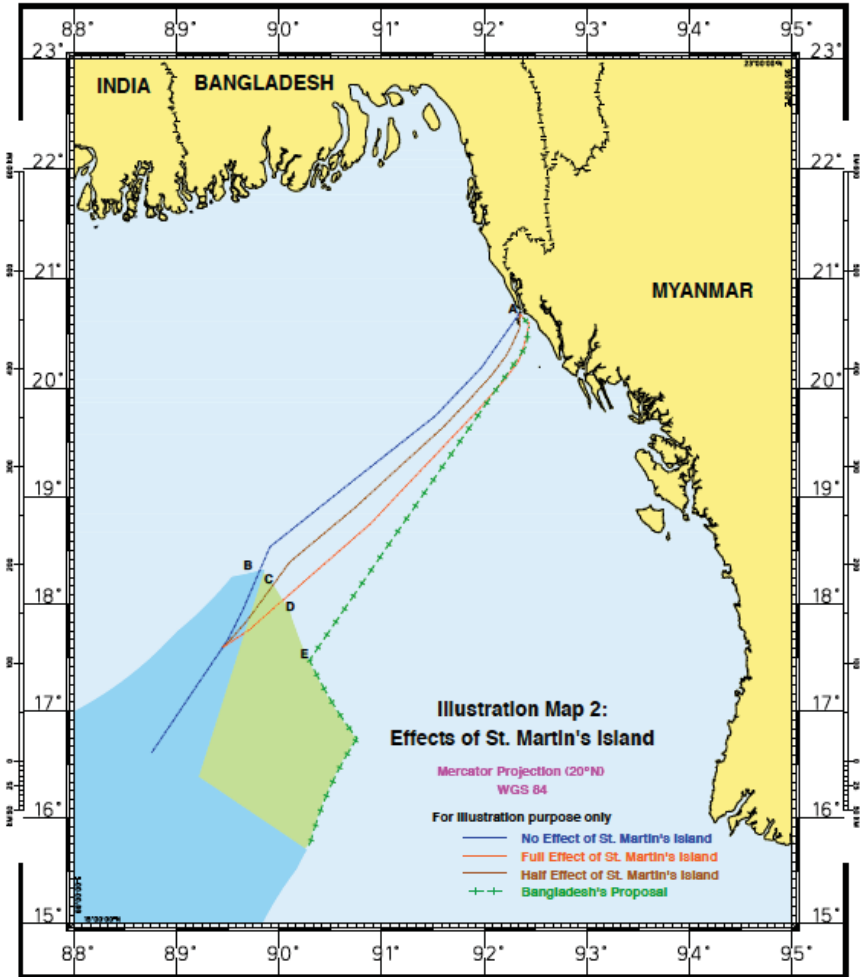 88° 89° 90° 91° 92° 93° 94° 95°
23° 23°
INDIA BANGLADESH
22° 22°
21° 21°
MYANMAR
A
20° 20°
19° 19°
B
C
18° 18°
D
E
17° 17°
Illustration Map 2:
Effects of St. Martin's Island
Mercator Projection (20°N)
WGS 84
16° 16°
For illustration purpose only
No Effect of St. Martin's Island
Full Effect of St. Martin's Island
Half Effect of St. Martin's Island
Bangladesh's Proposal
15° 15°
88° 89° 90° 91° 92° 93° 94° 95°